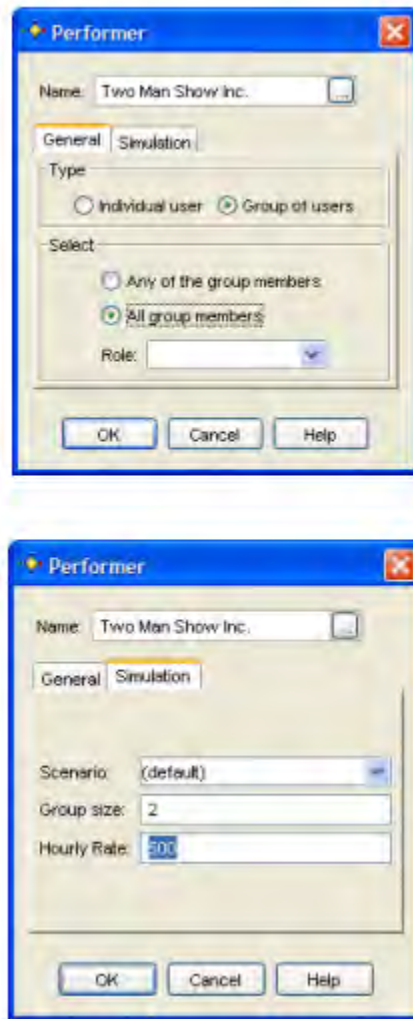 Performer
Name: Two Man Show Inc. ...
General Simulation
Type
Individual user Group of users
Select
Any of the group members
All group members
Role:
OK Cancel Help
Performer
Name: Two Man Show Inc. ...
General Simulation
Scenario: (default)
Group size: 2
Hourly Rate: 500
OK Cancel Help